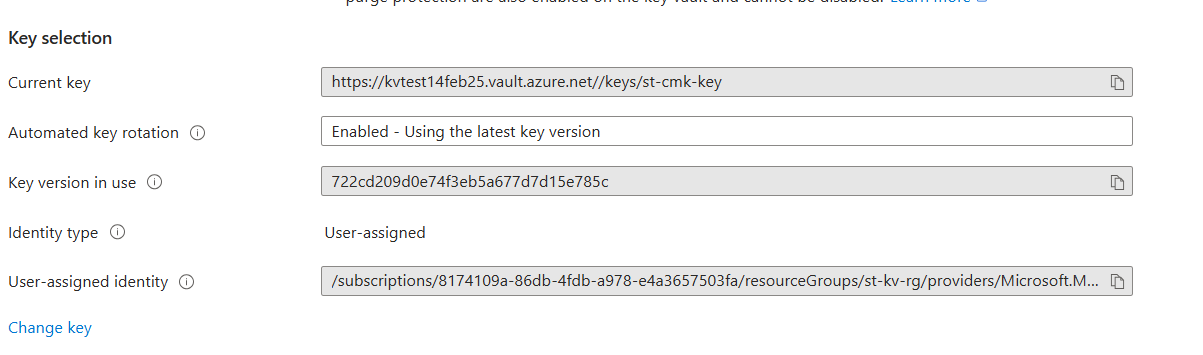 purge protection are also enabled on the key vault and cannot be disabled. Learn more
Key selection
Current key https://kvtest14feb25.vault.azure.net//keys/st-cmk-key
Automated key rotation Enabled - Using the latest key version
Key version in use 722cd209d0e74f3eb5a677d7d15e785c
Identity type User-assigned
User-assigned identity /subscriptions/8174109a-86db-4fdb-a978-e4a3657503fa/resourceGroups/st-kv-rg/providers/Microsoft.M...
Change key